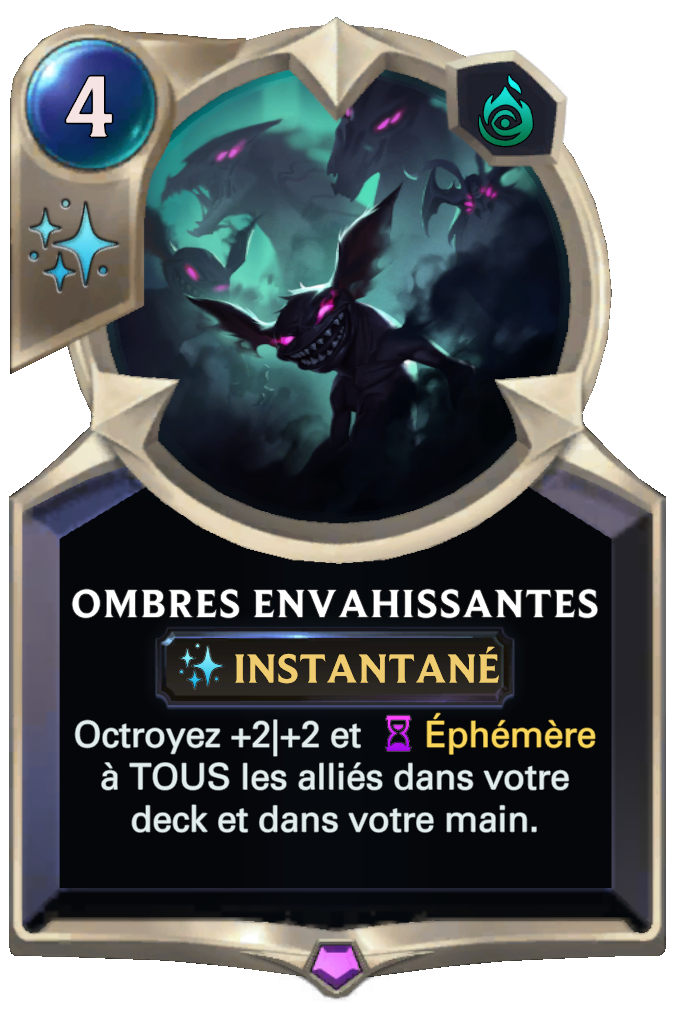 4
OMBRES ENVAHISSANTES
INSTANTANÉ
Octroyez +2|+2 et Éphémère
à TOUS les alliés dans votre
deck et dans votre main.